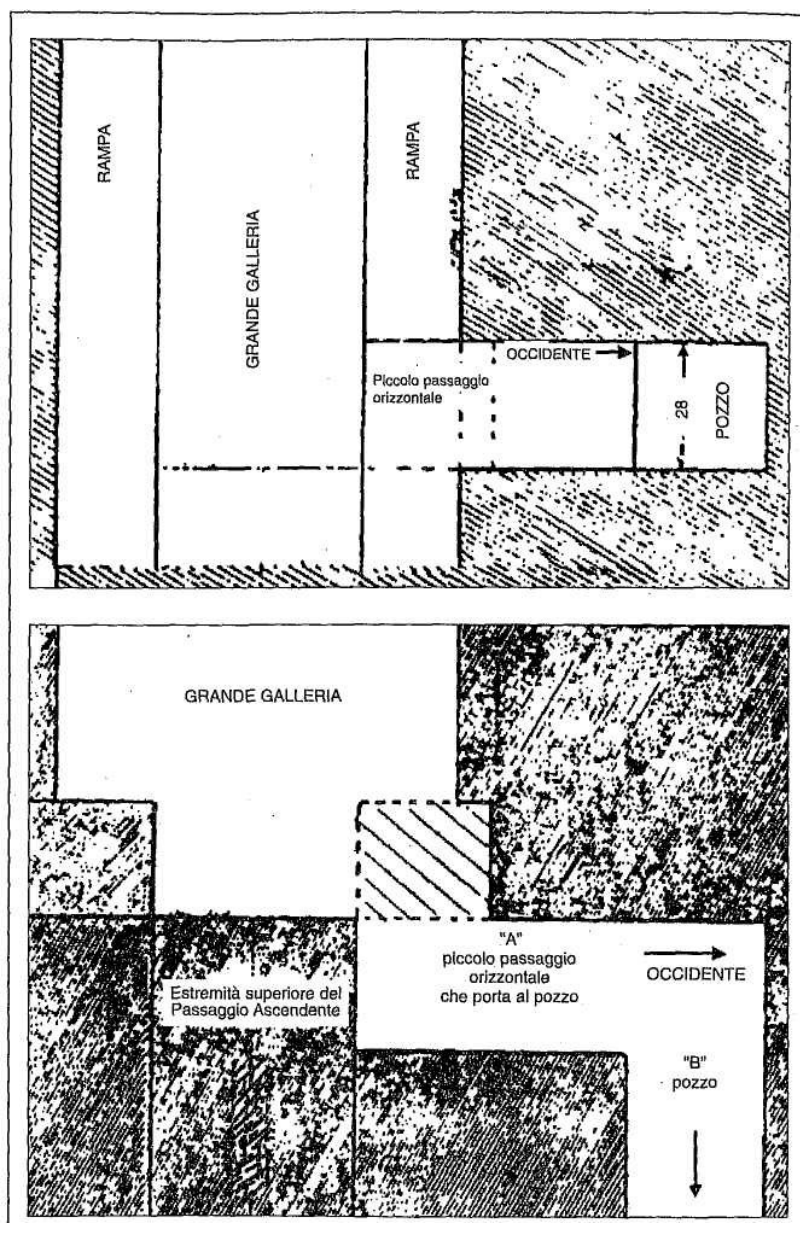 RAMPA
GRANDE GALLERIA
RAMPA
Piccolo passaggio
orizzontale
OCCIDENTE
28
POZZO
GRANDE GALLERIA
"A"
piccolo passaggio
orizzontale
che porta al pozzo
OCCIDENTE
Estremità superiore del
Passaggio Ascendente
"B"
pozzo